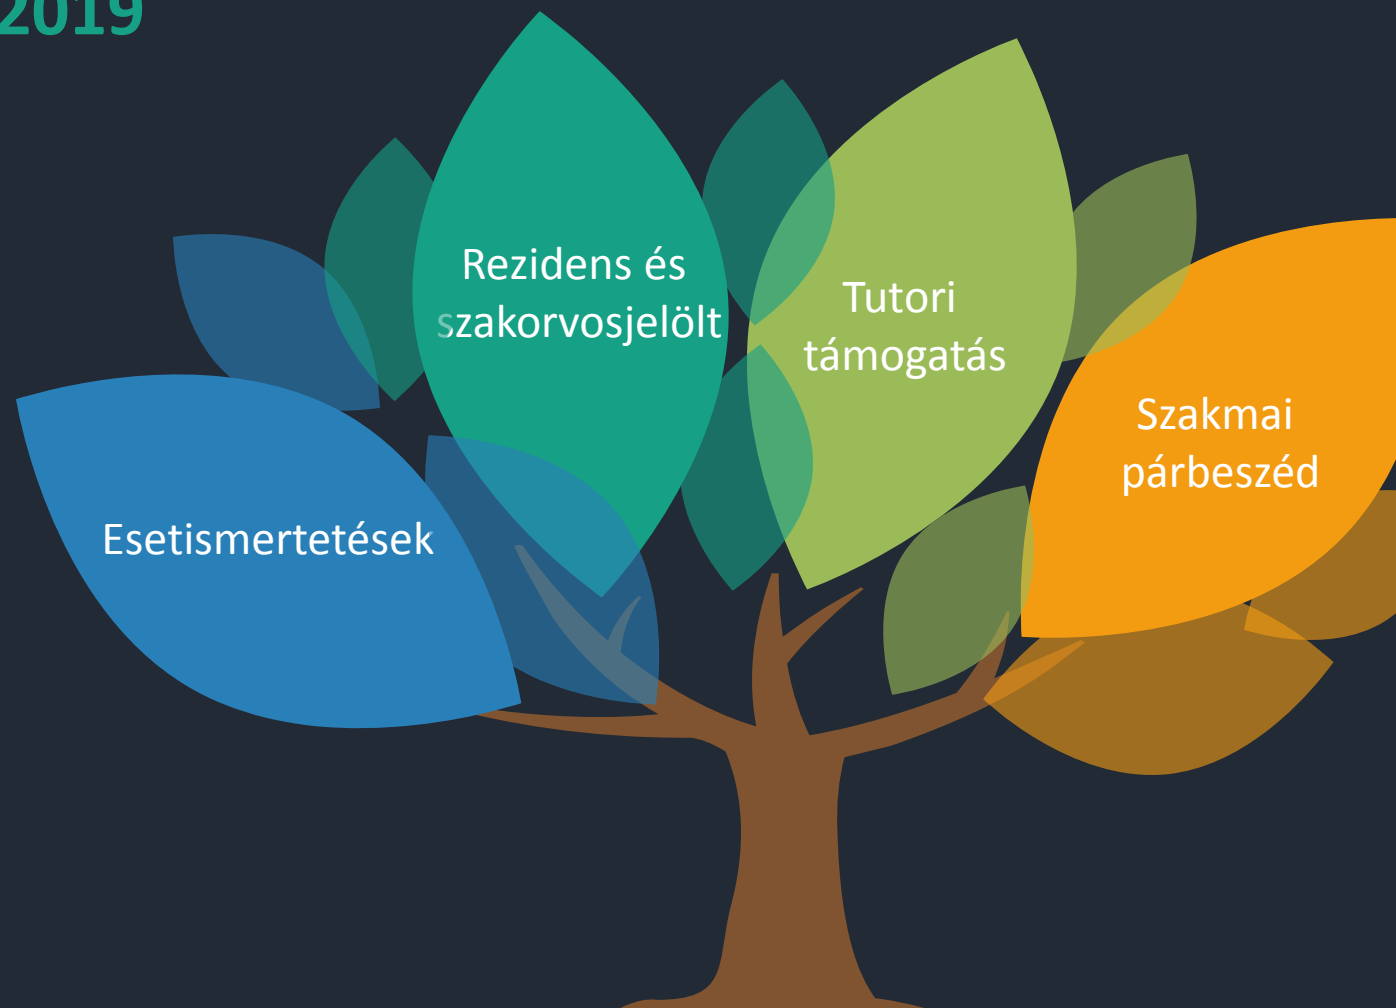 2019
Rezidens és
szakorvosjelölt
Tutori
támogatás
Szakmai
párbeszéd
Esetismertetések